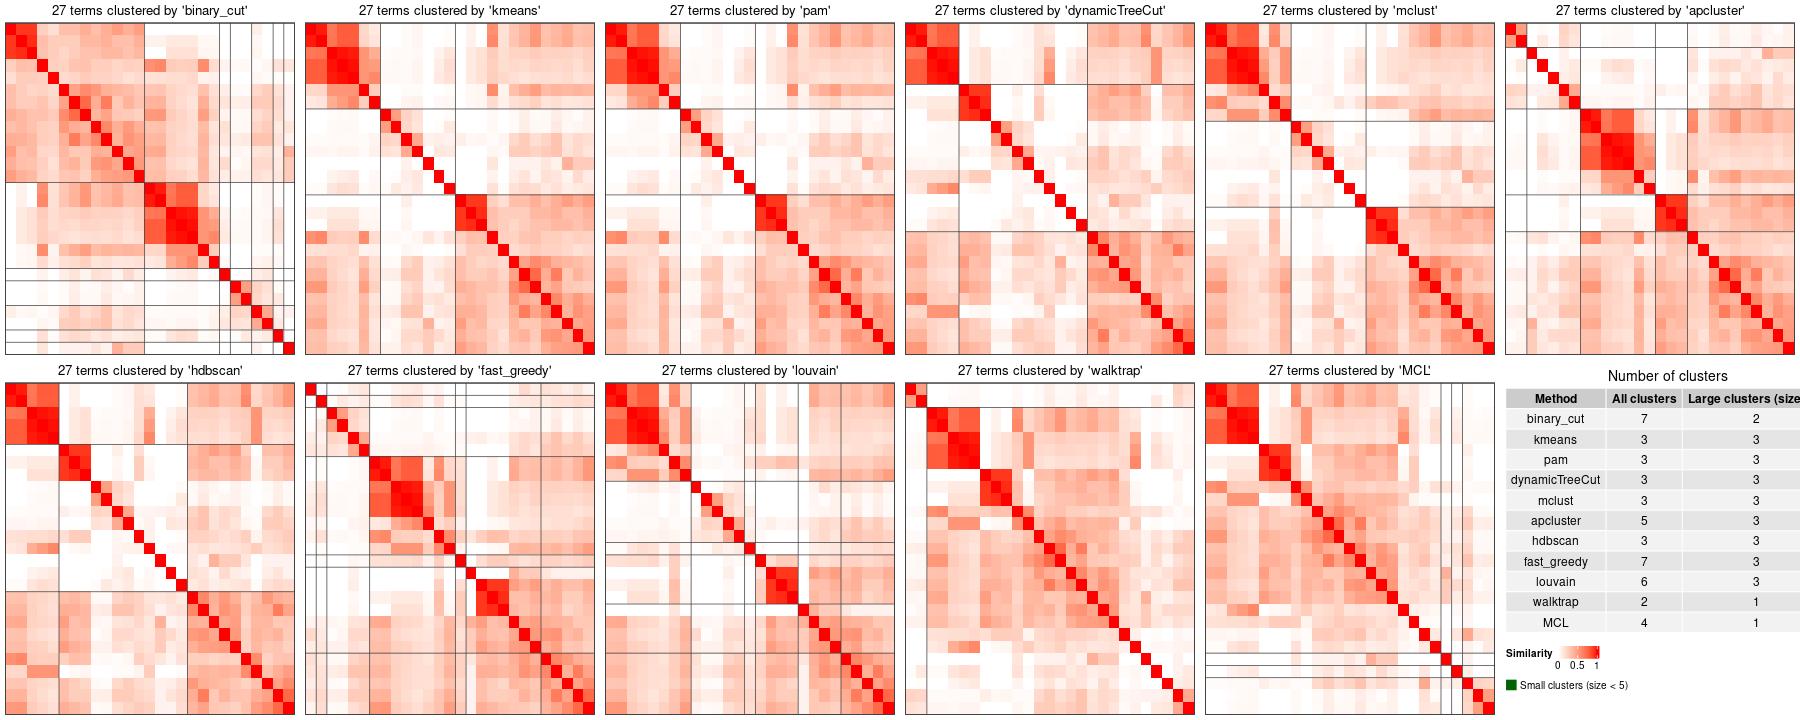 27 terms clustered by 'binary_cut'
27 terms clustered by 'kmeans'
27 terms clustered by 'pam'
27 terms clustered by 'dynamicTreeCut'
27 terms clustered by 'mclust'
27 terms clustered by 'apcluster'
27 terms clustered by 'hdbscan'
27 terms clustered by 'fast_greedy'
27 terms clustered by 'louvain'
27 terms clustered by 'walktrap'
27 terms clustered by 'MCL'
Number of clusters
Method All clusters Large clusters (size
binary_cut 7 2
kmeans 3 3
pam 3 3
dynamicTreeCut 3 3
mclust 3 3
apcluster 5 3
hdbscan 3 3
fast_greedy 7 3
louvain 6 3
walktrap 2 1
MCL 4 1
Similarity
0 0.5 1
Small clusters (size < 5)